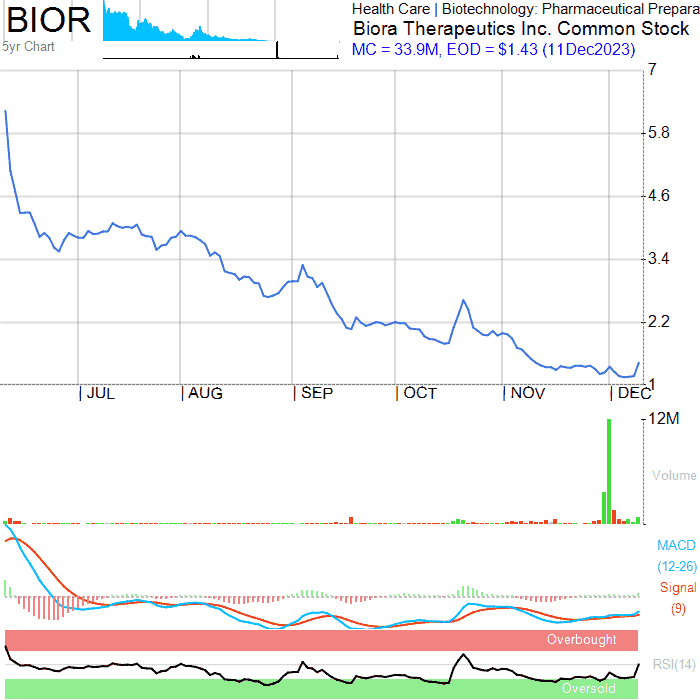 BIOR
Health Care | Biotechnology: Pharmaceutical Prepara
Biora Therapeutics Inc. Common Stock
5yr Chart
MC = 33.9M, EOD = $1.43 (11Dec2023)
7
5.8
4.6
3.4
2.2
1
| JUL
| AUG
| SEP
| OCT
| NOV
| DEC
12M
Volume
MACD
(12-26)
Signal
(9)
Overbought
RSI(14)
Oversold